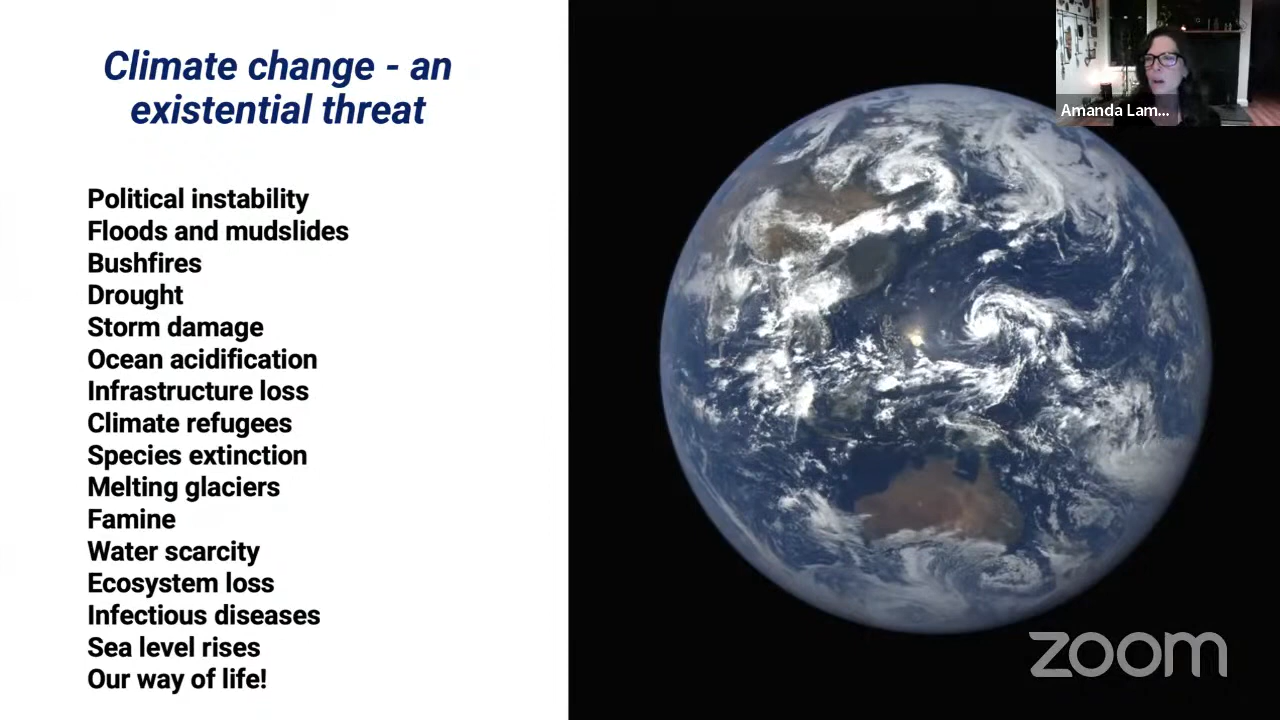 Climate change - an
existential threat
Political instability
Floods and mudslides
Bushfires
Drought
Storm damage
Ocean acidification
Infrastructure loss
Climate refugees
Species extinction
Melting glaciers
Famine
Water scarcity
Ecosystem loss
Infectious diseases
Sea level rises
Our way of life!
Amanda Lam...
zoom